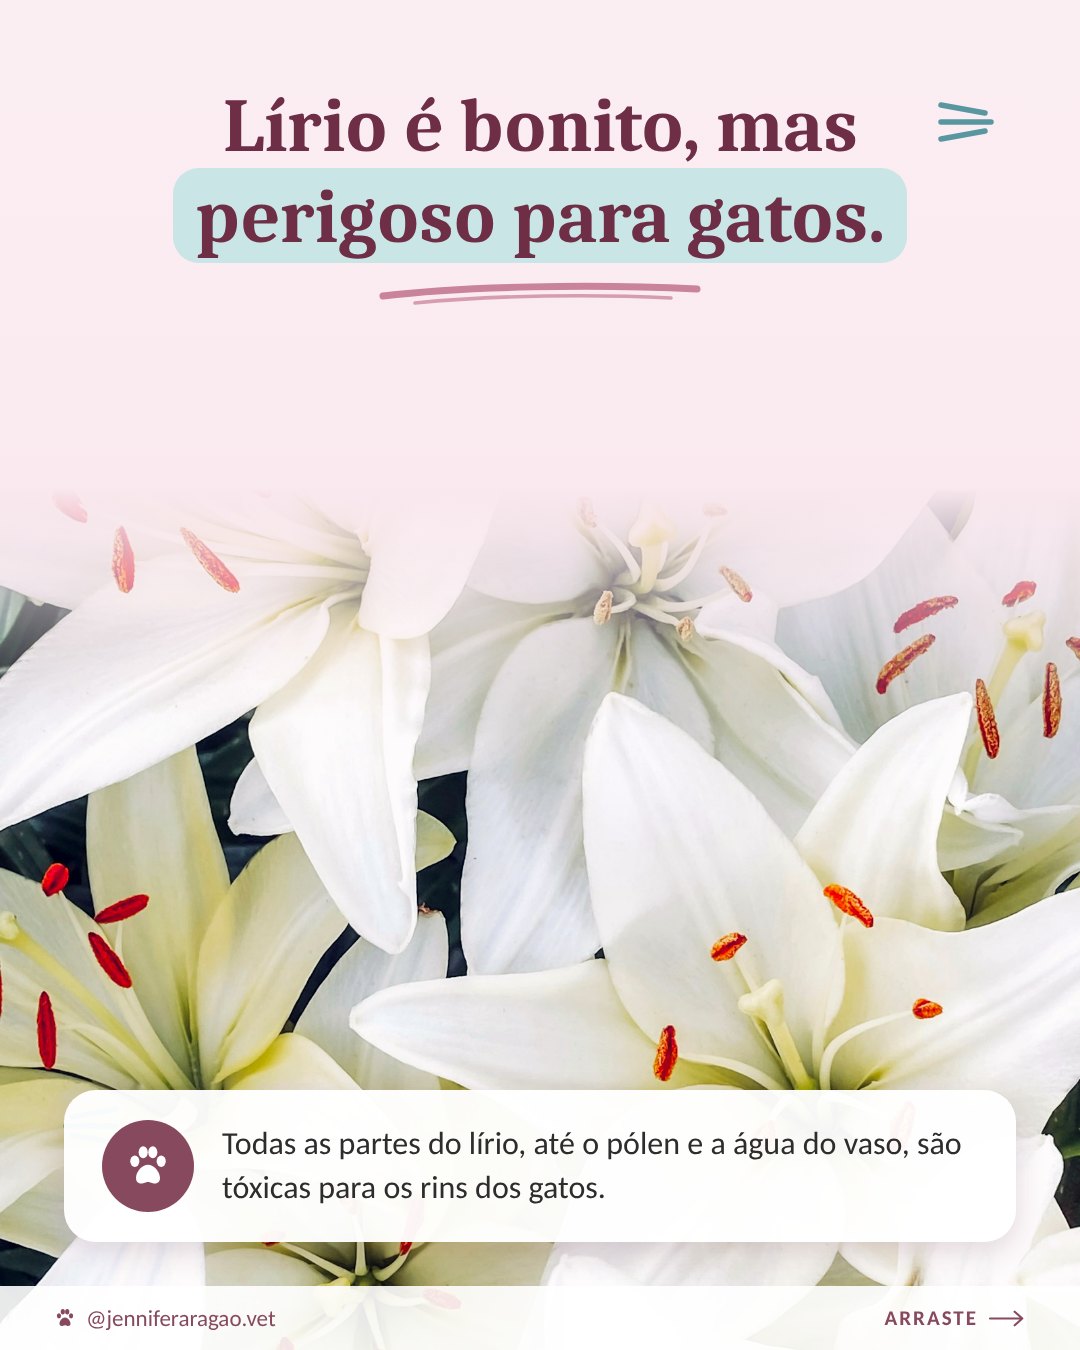 Lírio é bonito, mas
perigoso para gatos.
Todas as partes do lírio, até o pólen e a água do vaso, são
tóxicas para os rins dos gatos.
@jenniferaragao.vet
ARRASTE